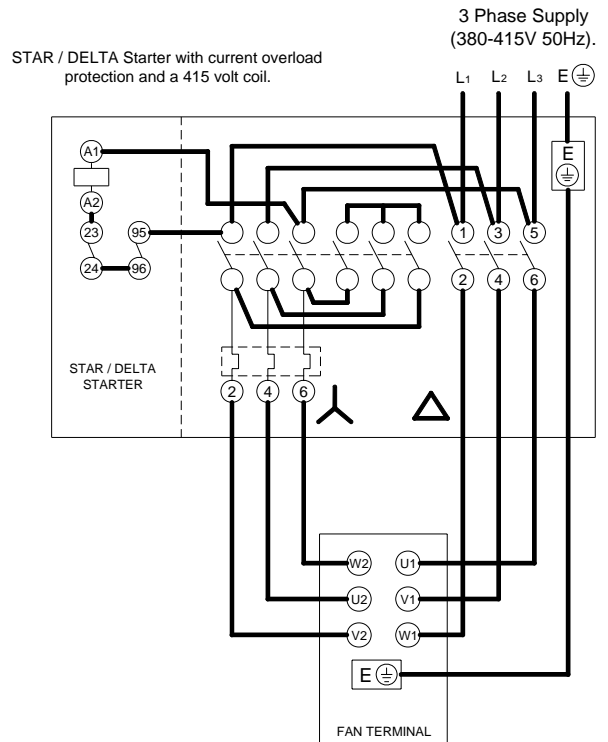 3 Phase Supply
(380-415V 50Hz).
STAR / DELTA Starter with current overload
protection and a 415 volt coil.
L1 L2 L3 E
A1
E
A2
23 95 1 3 5
24 96 2 4 6
STAR / DELTA
STARTER
2 4 6
W2 U1
U2 V1
V2 W1
E
FAN TERMINAL